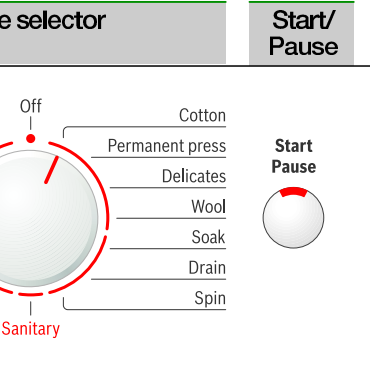 e selector
Start/
Pause
Off
Cotton
Permanent press
Delicates
Wool
Soak
Drain
Spin
Sanitary
Start
Pause